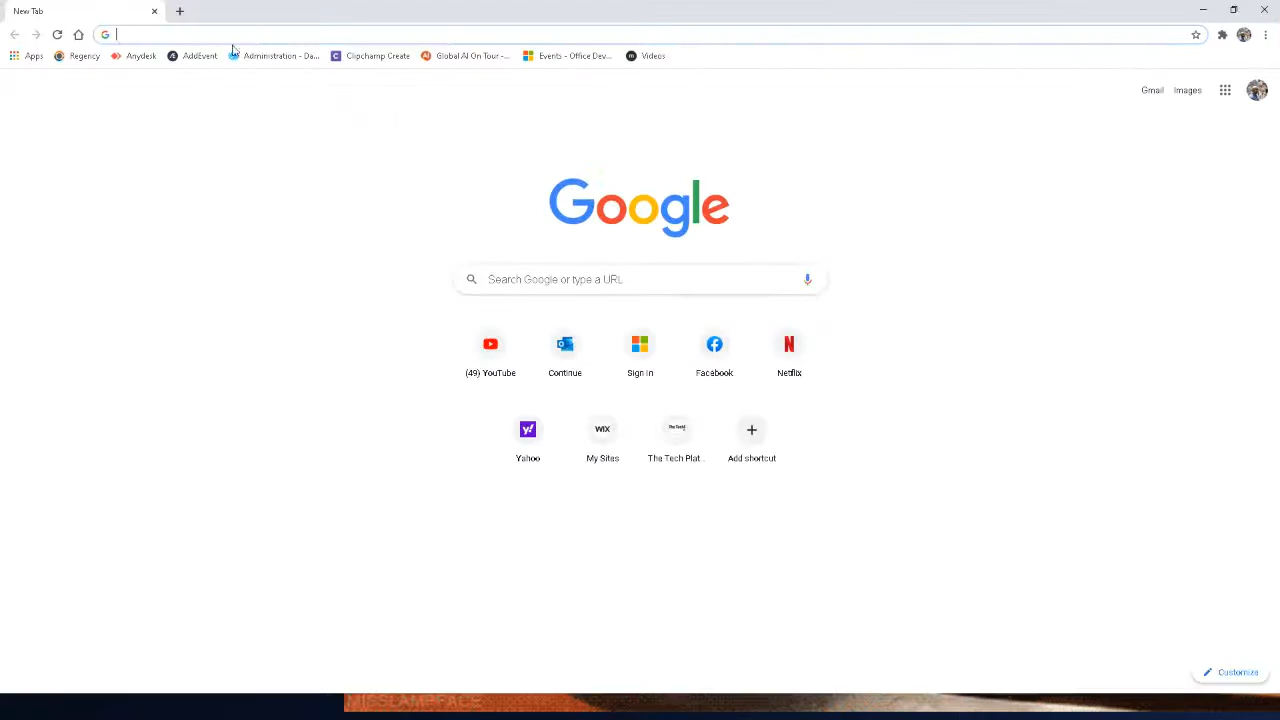 New Tab
Apps Regency Anydesk AddEvent Administration - Da... Clipchamp Create Global AI On Tour -... Events - Office Dev... Videos
Gmail Images
Google
Search Google or type a URL
(49) YouTube Continue Sign In Facebook Netflix
Yahoo My Sites The Tech Plat...
Add shortcut
WIX
Customize
MISSLAMPFACE